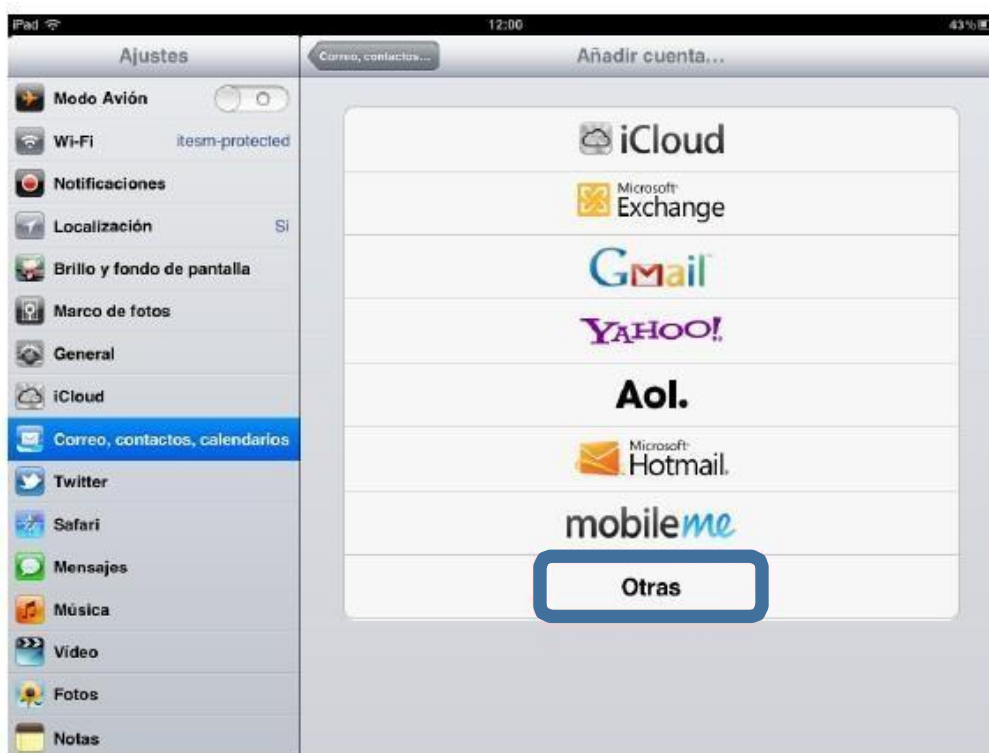 iPad
12:00
43%
Ajustes
Modo Avión
Wi-Fi itesm-protected
Notificaciones
Localización Sí
Brillo y fondo de pantalla
Marco de fotos
General
iCloud
Correo, contactos, calendarios
Twitter
Safari
Mensajes
Música
Vídeo
Fotos
Notas
Correo, contactos...
Añadir cuenta...
iCloud
Microsoft
Exchange
Gmail
YAHOO!
Aol.
Microsoft
Hotmail.
mobileme
Otras